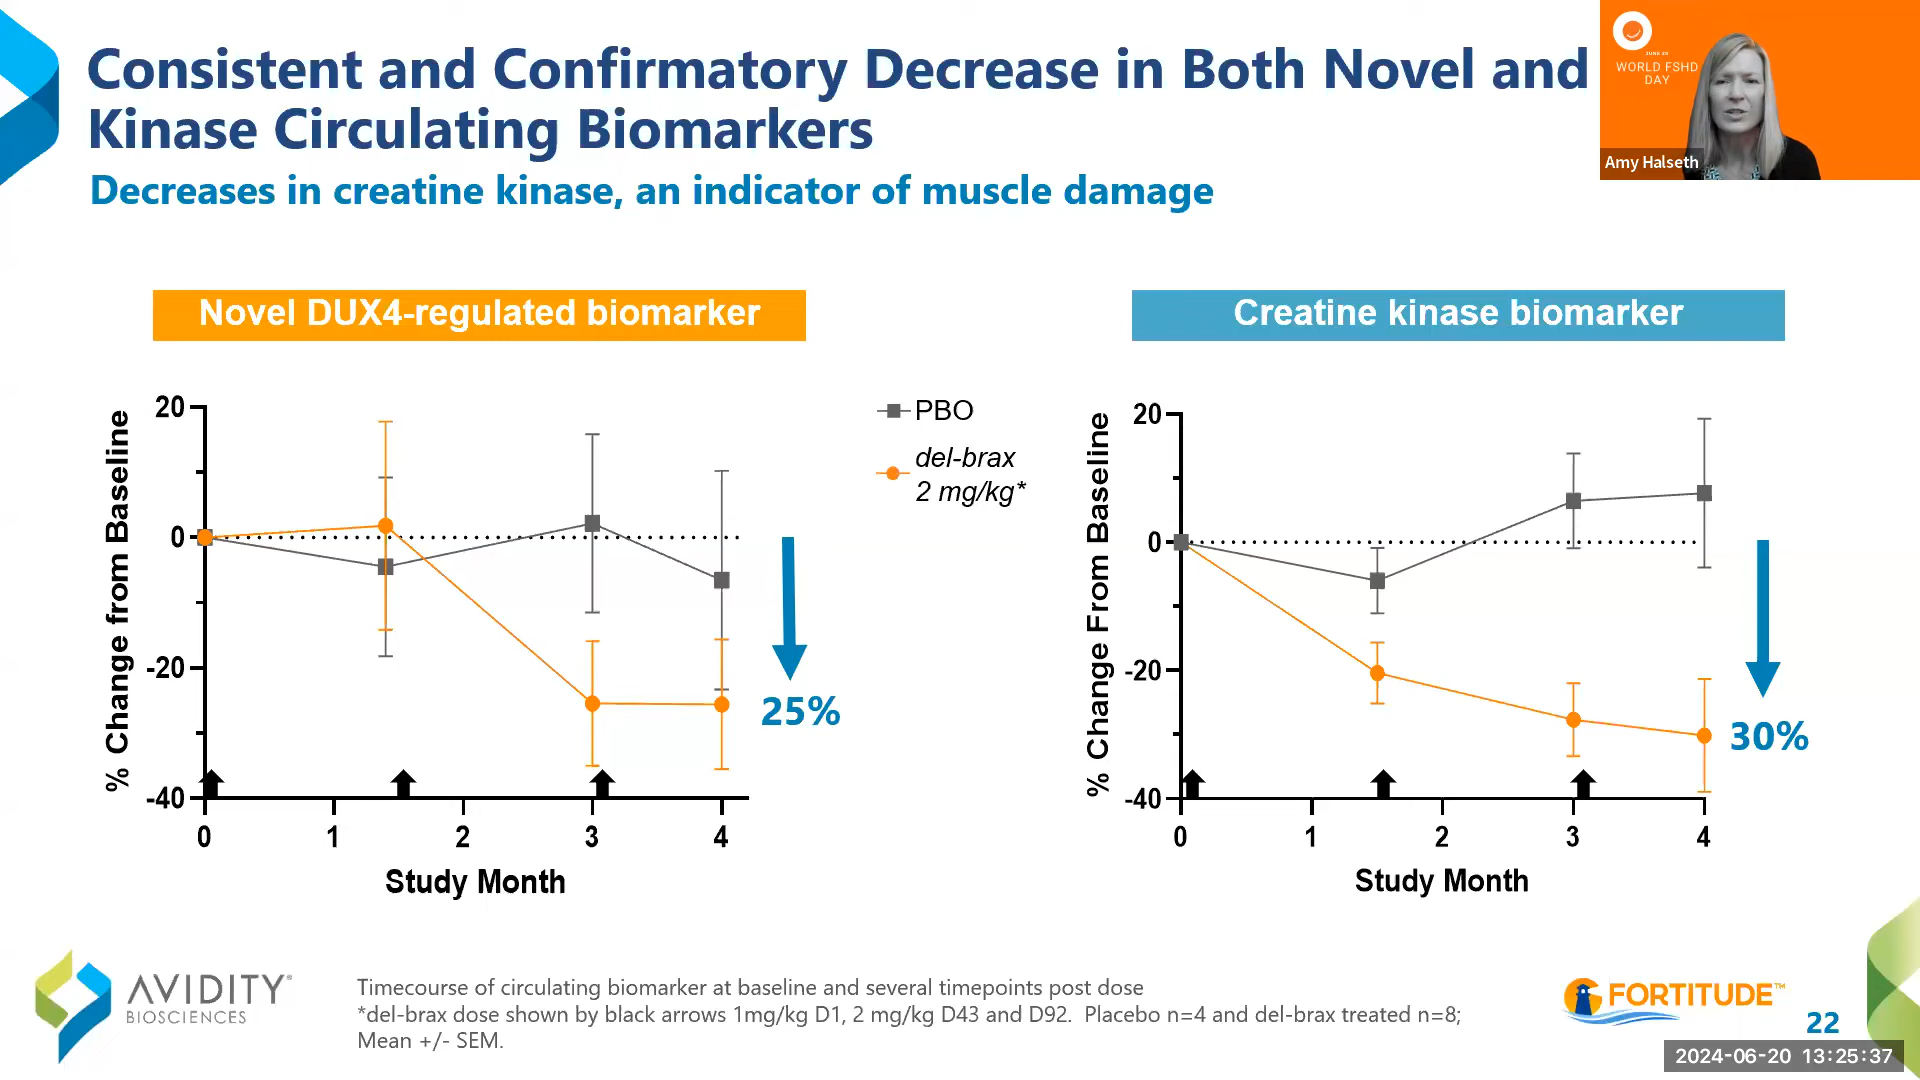 Consistent and Confirmatory Decrease in Both Novel and
Kinase Circulating Biomarkers
Decreases in creatine kinase, an indicator of muscle damage
JUNE 20
WORLD FSHD
DAY
Amy Halseth
Novel DUX4-regulated biomarker
% Change from Baseline
20
0
-20
-40
0 1 2 3 4
Study Month
25%
PBO
del-brax
2 mg/kg*
Creatine kinase biomarker
% Change From Baseline
20
0
-20
-40
0 1 2 3 4
Study Month
30%
AVIDITY®
BIOSCIENCES
Timecourse of circulating biomarker at baseline and several timepoints post dose
*del-brax dose shown by black arrows 1mg/kg D1, 2 mg/kg D43 and D92. Placebo n=4 and del-brax treated n=8;
Mean +/- SEM.
FORTITUDE™
22
2024-06-20 13:25:37